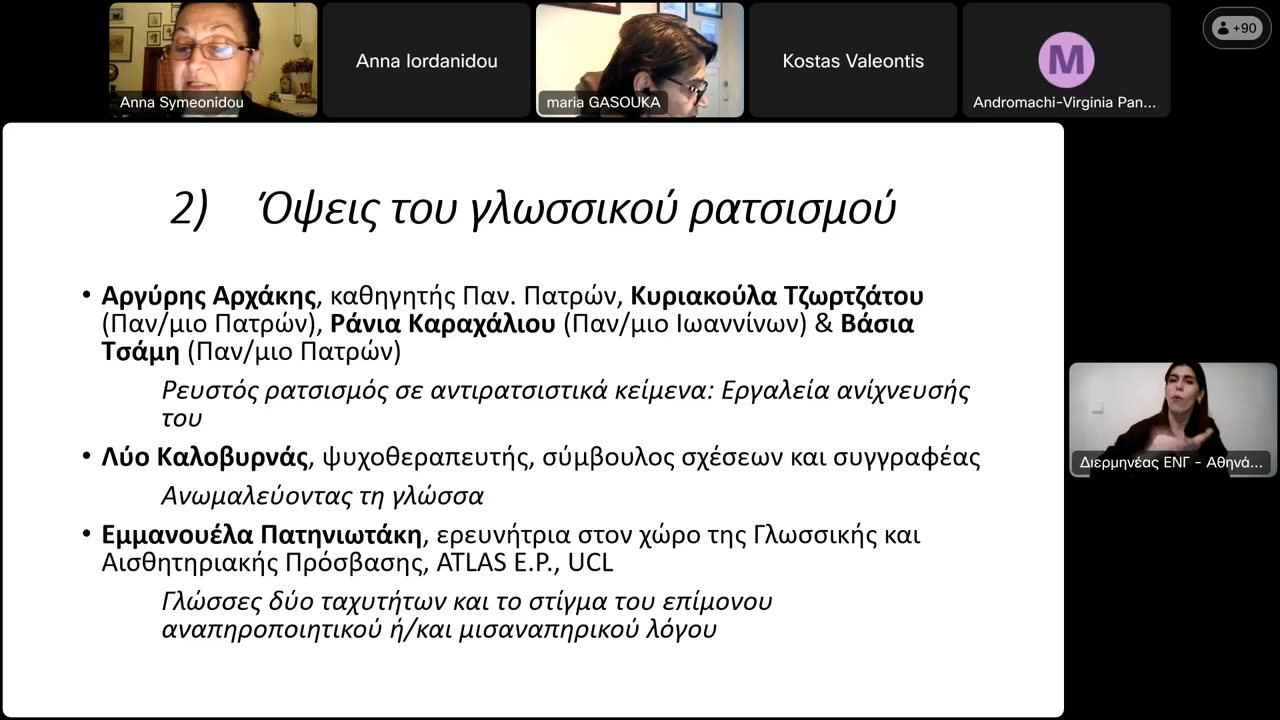 Anna Symeonidou
Anna Iordanidou
maria GASOUKA
Kostas Valeontis
M
Andromachi-Virginia Pan...
+90
2) Όψεις του γλωσσικού ρατσισμού
• Αργύρης Αρχάκης, καθηγητής Παν. Πατρών, Κυριακούλα Τζωρτζάτου
(Παν/μιο Πατρών), Ράνια Καραχάλιου (Παν/μιο Ιωαννίνων) & Βάσια
Τσάμη (Παν/μιο Πατρών)
Ρευστός ρατσισμός σε αντιρατσιστικά κείμενα: Εργαλεία ανίχνευσής
του
• Λύο Καλοβυρνάς, ψυχοθεραπευτής, σύμβουλος σχέσεων και συγγραφέας
Ανωμαλεύοντας τη γλώσσα
• Εμμανουέλα Πατηνιωτάκη, ερευνήτρια στον χώρο της Γλωσσικής και
Αισθητηριακής Πρόσβασης, ATLAS E.P., UCL
Γλώσσες δύο ταχυτήτων και το στίγμα του επίμονου
αναπηροποιητικού ή/και μισαναπηρικού λόγου
Διερμηνέας ΕΝΓ - Αθηνά...